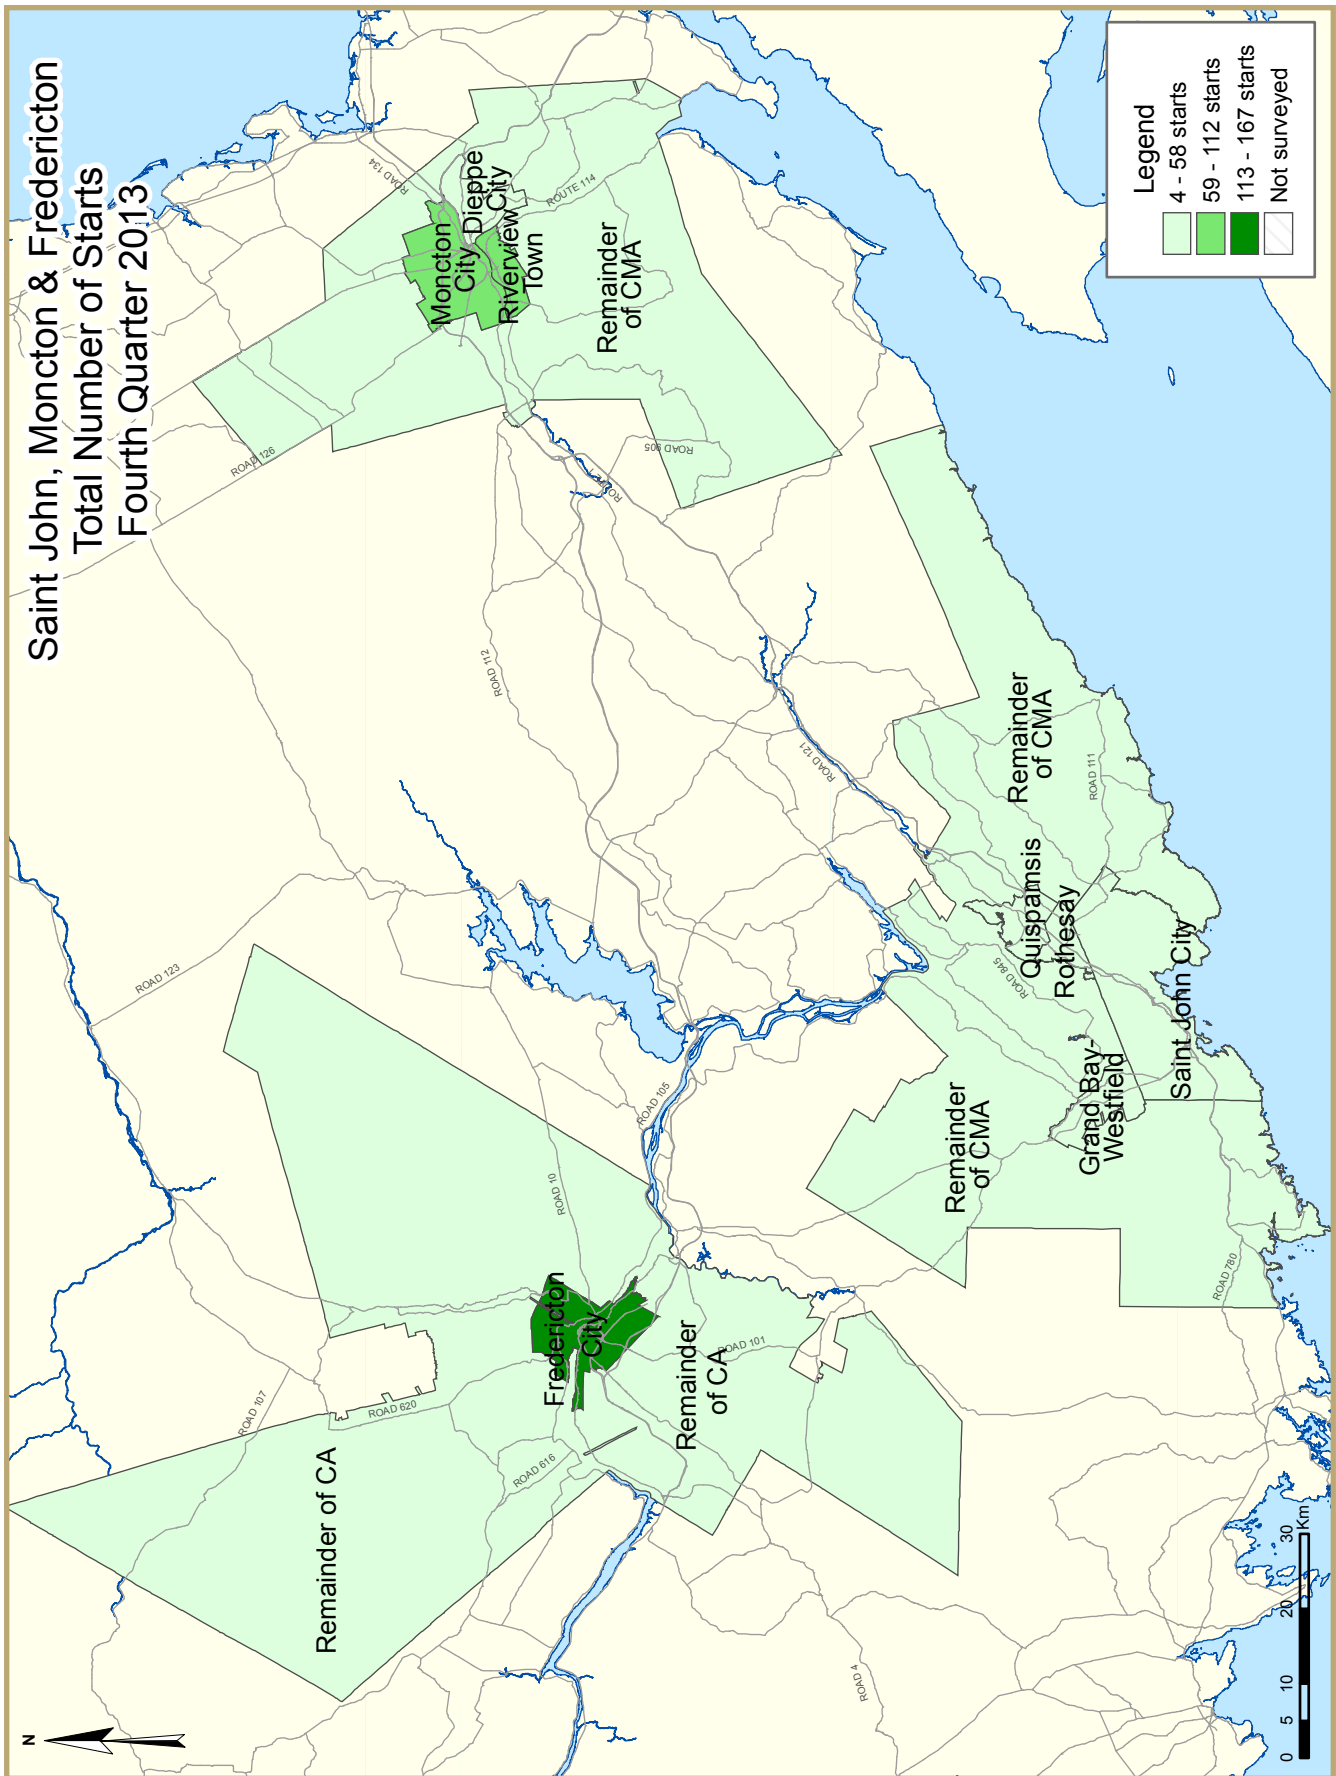 Saint John, Moncton & Fredericton
Total Number of Starts
Fourth Quarter 2013
N
ROAD 123
ROAD 126
ROAD 134
ROAD 107
ROAD 620
ROAD 616
ROAD 10
ROAD 105
ROAD 112
ROAD 905
ROUTE 114
Remainder of CA
Fredericton
City
Remainder
of CA
ROAD 101
Moncton
City
Dieppe
City
Riverview
Town
Remainder
of CMA
ROAD 121
ROAD 4
Remainder
of CMA
Grand Bay-
Westfield
ROAD 845
Quispamsis
Rothesay
Saint John City
Remainder
of CMA
ROAD 111
ROAD 780
0 5 10 20 30
Km
Legend
4 - 58 starts
59 - 112 starts
113 - 167 starts
Not surveyed